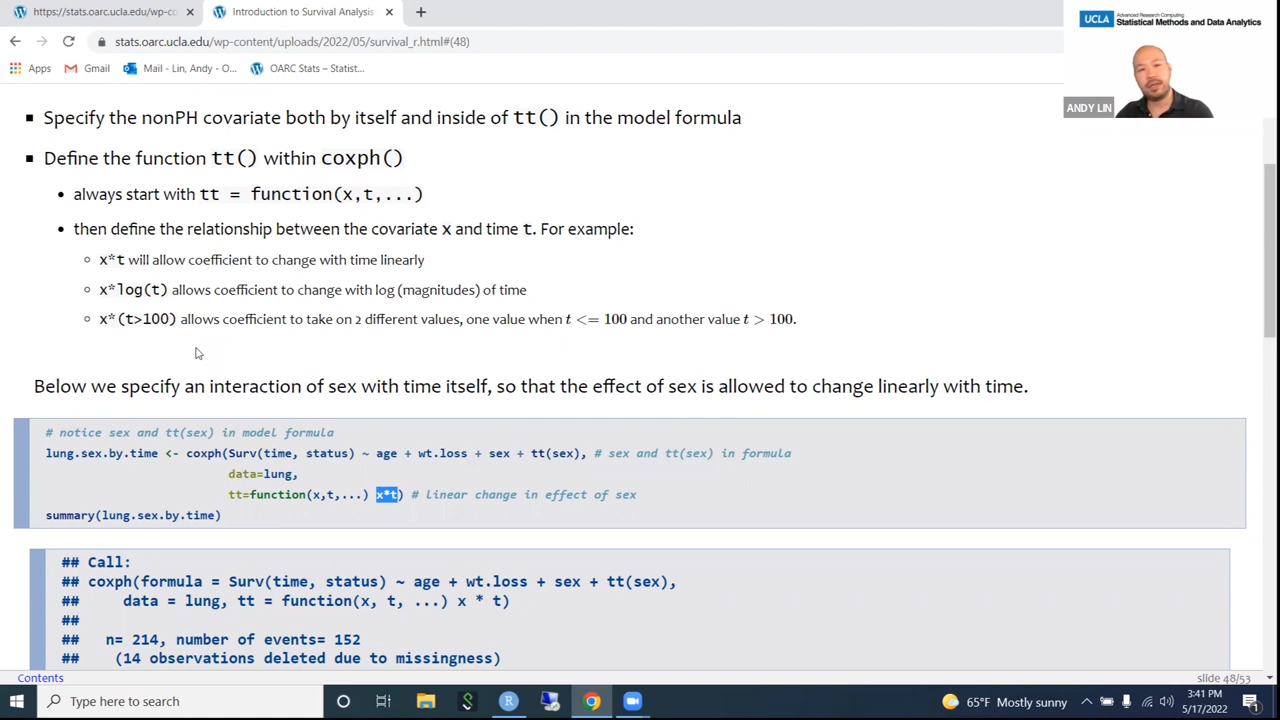 https://stats.oarc.ucla.edu/wp-co
Introduction to Survival Analysis
stats.oarc.ucla.edu/wp-content/uploads/2022/05/survival_r.html#(48)
Apps
Gmail
Mail - Lin, Andy - O...
OARC Stats – Statist...
UCLA
Advanced Research Computing
Statistical Methods and Data Analytics
ANDY LIN
Specify the nonPH covariate both by itself and inside of tt() in the model formula
Define the function tt() within coxph()
always start with tt = function(x,t,...)
then define the relationship between the covariate x and time t. For example:
x*t will allow coefficient to change with time linearly
x*log(t) allows coefficient to change with log (magnitudes) of time
x*(t>100) allows coefficient to take on 2 different values, one value when t <= 100 and another value t > 100.
Below we specify an interaction of sex with time itself, so that the effect of sex is allowed to change linearly with time.
# notice sex and tt(sex) in model formula
lung.sex.by.time <- coxph(Surv(time, status) ~ age + wt.loss + sex + tt(sex), # sex and tt(sex) in formula
data=lung,
tt=function(x,t,...) x*t) # linear change in effect of sex
summary(lung.sex.by.time)
## Call:
## coxph(formula = Surv(time, status) ~ age + wt.loss + sex + tt(sex),
## data = lung, tt = function(x, t, ...) x * t)
##
## n= 214, number of events= 152
## (14 observations deleted due to missingness)
Contents
slide 48/53
Type here to search
65°F Mostly sunny
3:41 PM
5/17/2022